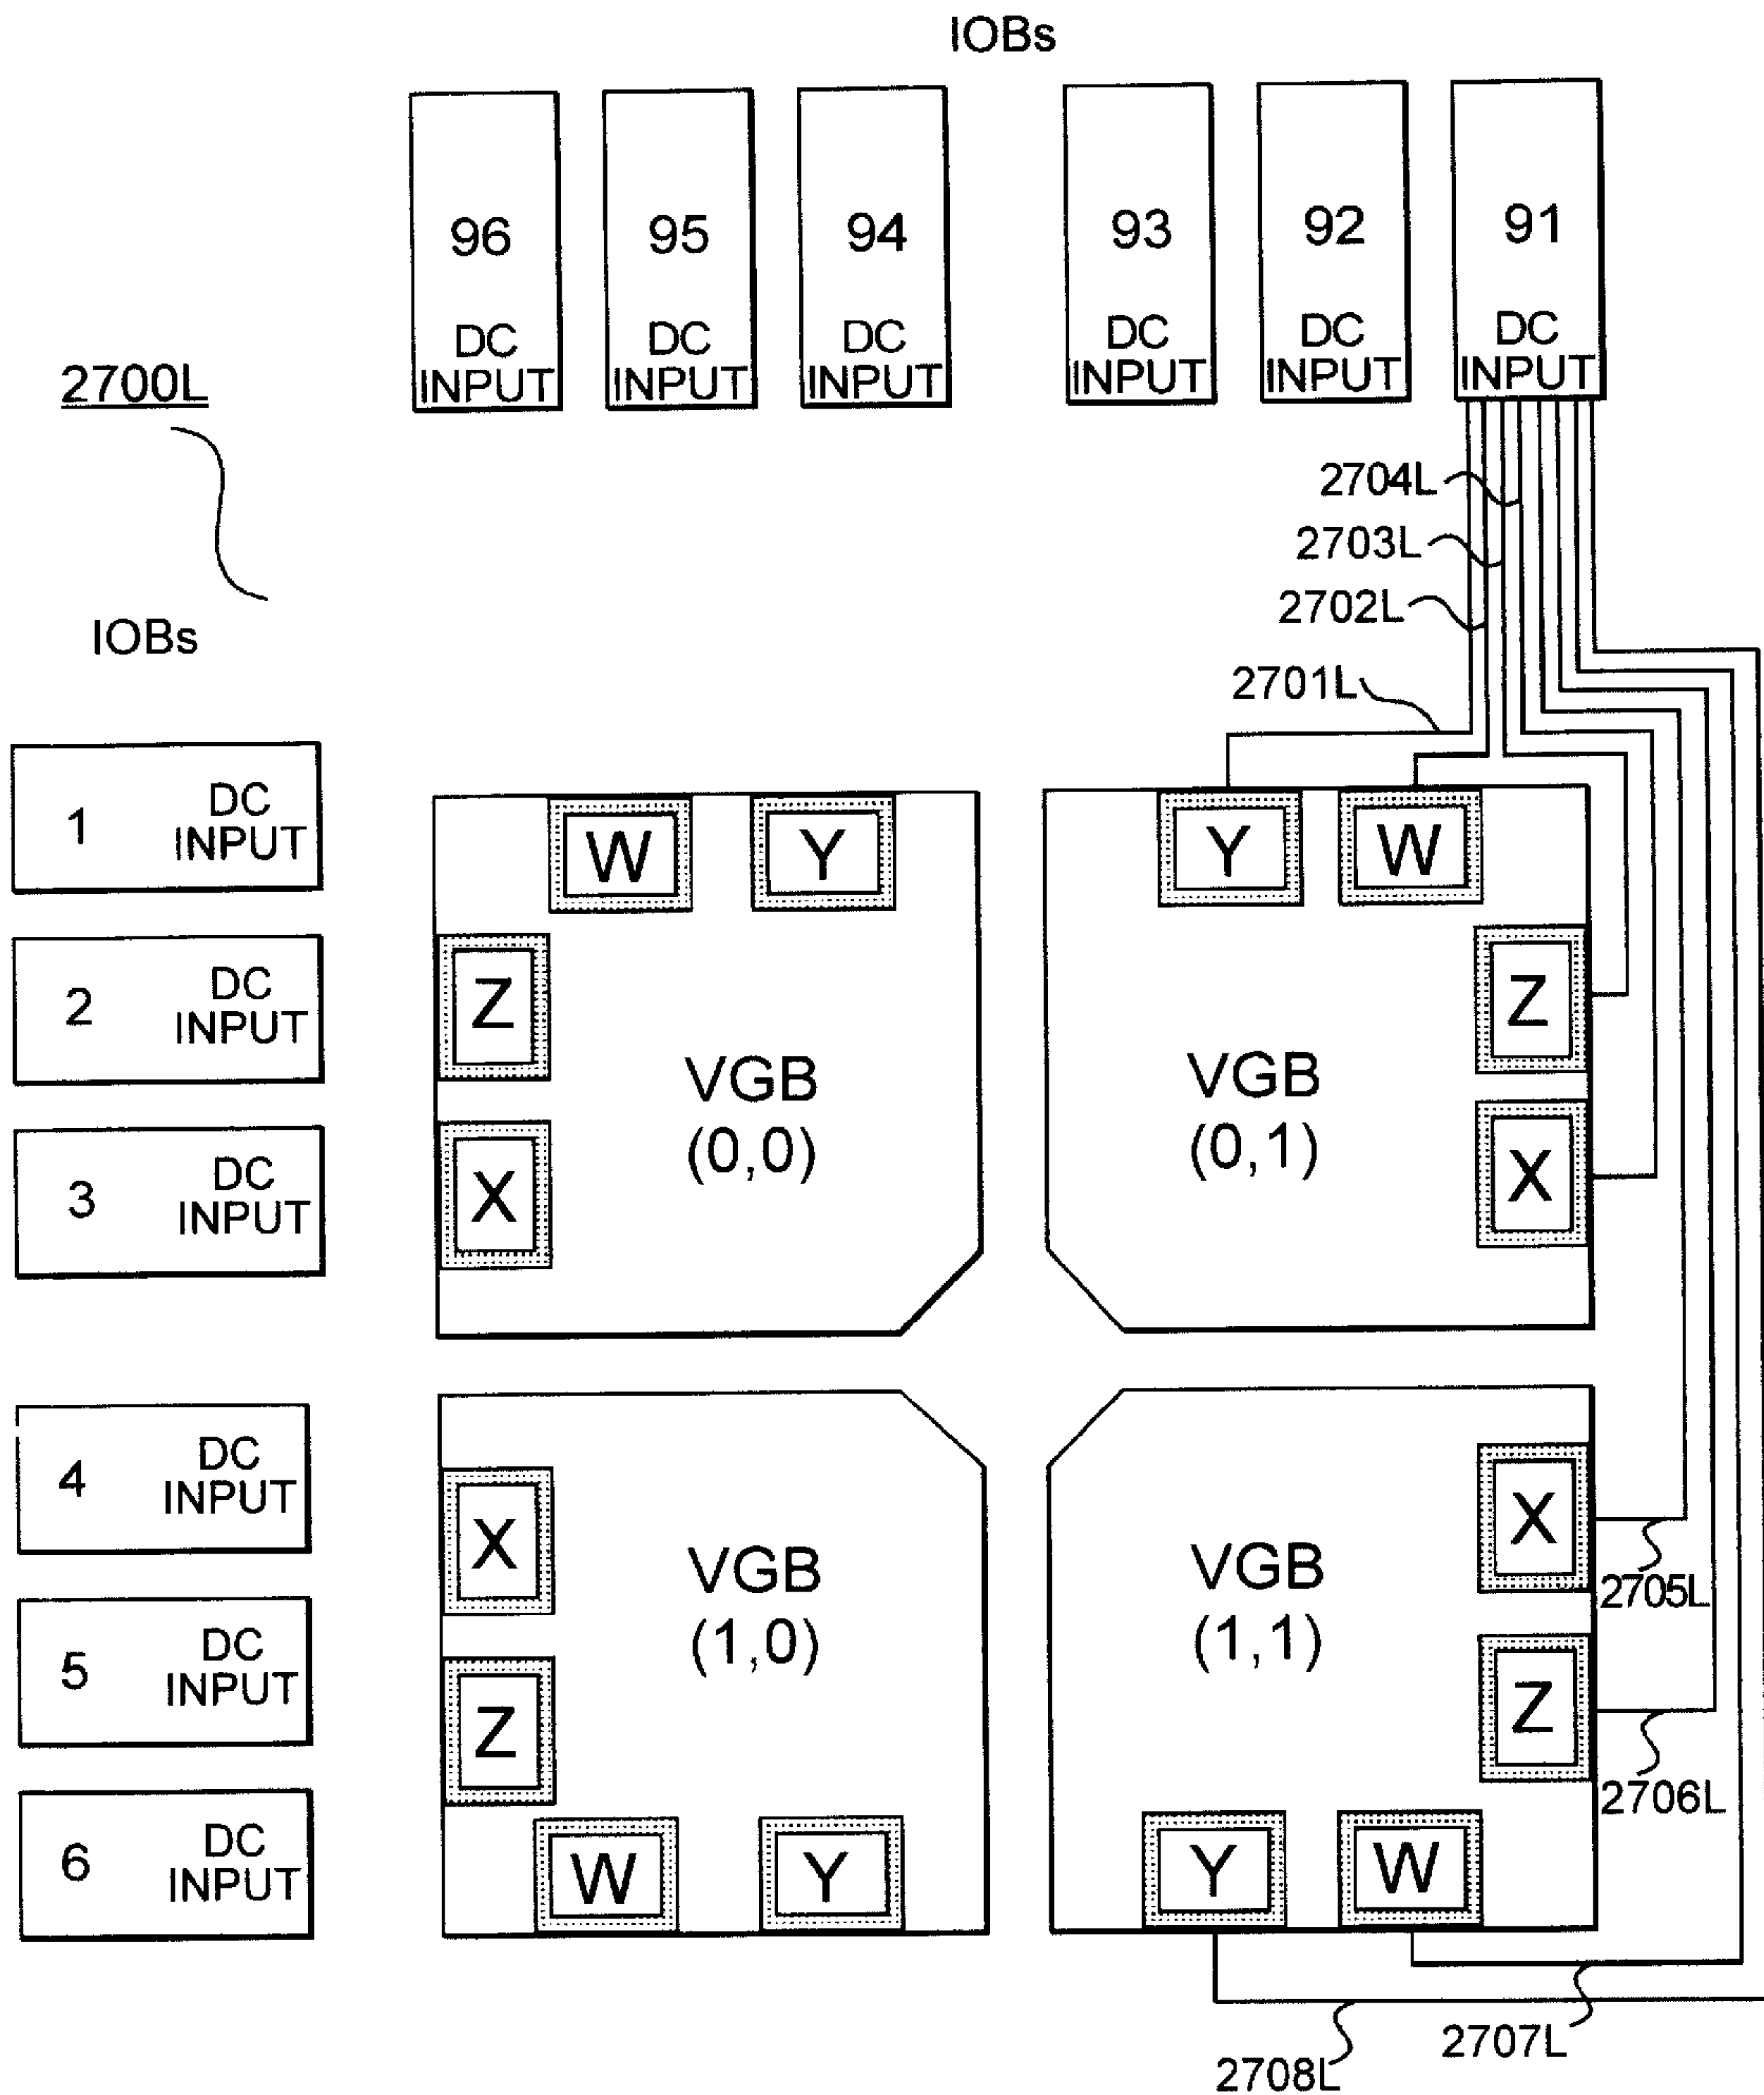 IOBs
96
DC
INPUT
95
DC
INPUT
94
DC
INPUT
93
DC
INPUT
92
DC
INPUT
91
DC
INPUT
2700L
2704L
2703L
2702L
2701L
IOBs
1
DC
INPUT
2
DC
INPUT
3
DC
INPUT
4
DC
INPUT
5
DC
INPUT
6
DC
INPUT
W
Y
Z
X
VGB
(0,0)
Y
W
Z
X
VGB
(0,1)
X
Z
W
Y
VGB
(1,0)
X
Z
Y
W
VGB
(1,1)
2705L
2706L
2707L
2708L